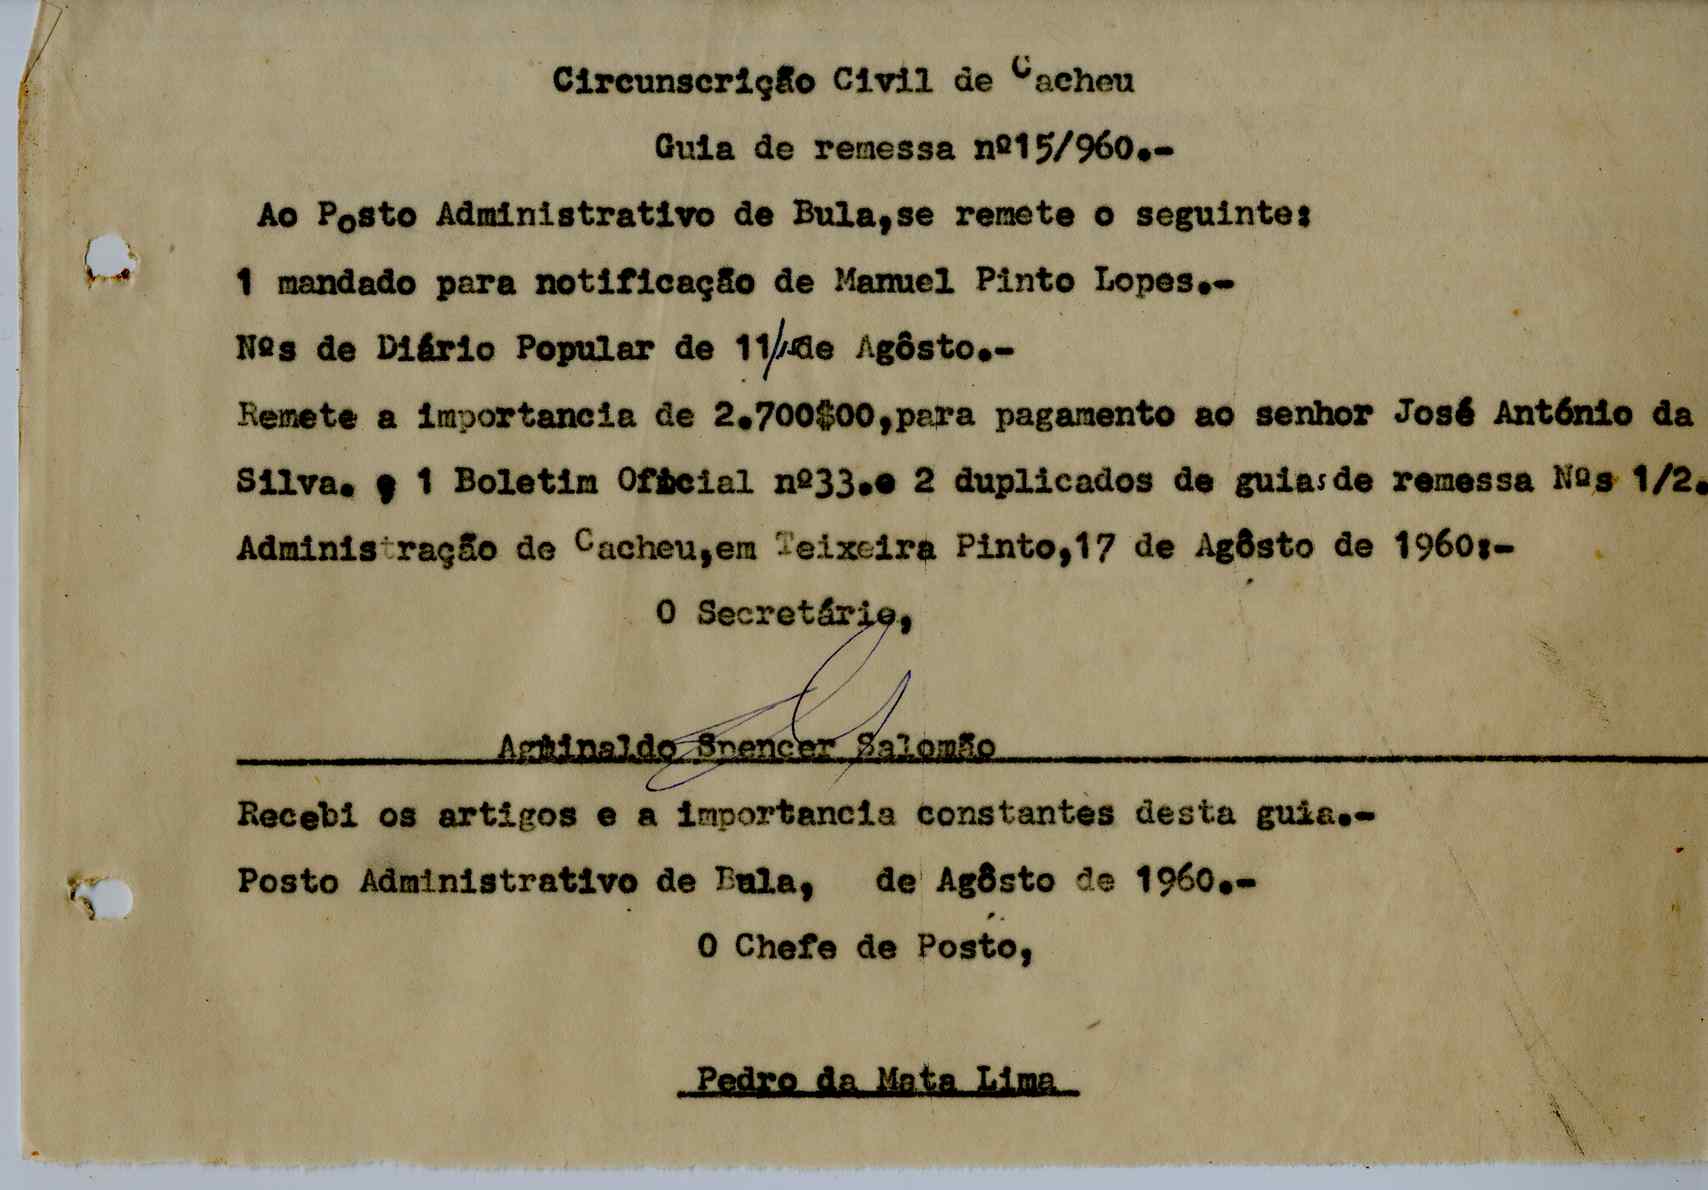 Circunscrição Civil de Cacheu
Guia de remessa nº15/960.-
Ao Posto Administrativo de Bula,se remete o seguinte:
1 mandado para notificação de Manuel Pinto Lopes.-
Nºs de Diário Popular de 11/ de Agôsto.-
Remete a importancia de 2.700$00,para pagamento ao senhor José António da
Silva. , 1 Boletim Oficial nº33.e 2 duplicados de guias de remessa Nºs 1/2.
Administração de Cacheu,em Teixeira Pinto,17 de Agôsto de 1960:-
O Secretário,
Aguinaldo Spencer Salomão
Recebi os artigos e a importancia constantes desta guia.-
Posto Administrativo de Bula, de Agôsto de 1960.-
O Chefe de Posto,
Pedro da Mata Lima